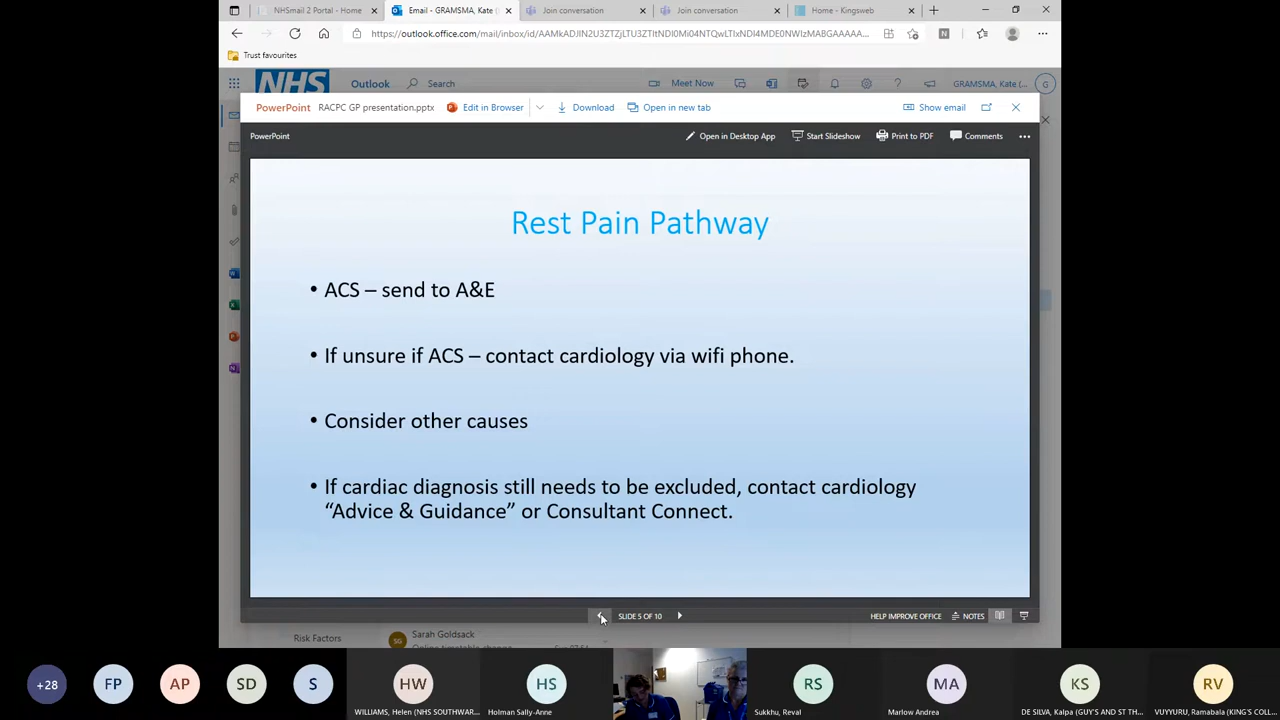 NHSmail 2 Portal - Home
Email - GRAMSMA, Kate (
Join conversation
Join conversation
Home - Kingsweb
https://outlook.office.com/mail/inbox/id/
Trust favourites
NHS
Outlook
Search
Meet Now
GRAMSMA, Kate (
G
PowerPoint
RACPC GP presentation.pptx
Edit in Browser
Download
Open in new tab
Show email
PowerPoint
Open in Desktop App
Start Slideshow
Print to PDF
Comments
Rest Pain Pathway
• ACS – send to A&E
• If unsure if ACS – contact cardiology via wifi phone.
• Consider other causes
• If cardiac diagnosis still needs to be excluded, contact cardiology
“Advice & Guidance” or Consultant Connect.
SLIDE 5 OF 10
HELP IMPROVE OFFICE
NOTES
Risk Factors
SG
Sarah Goldsack
+28
FP
AP
SD
S
HW
HS
RS
MA
KS
RV
WILLIAMS, Helen (NHS SOUTHWAR...
Holman Sally-Anne
Sukkhu, Reval
Marlow Andrea
DE SILVA, Kalpa (GUY'S AND ST TH...
VUYYURU, Ramabala (KING'S COLL...